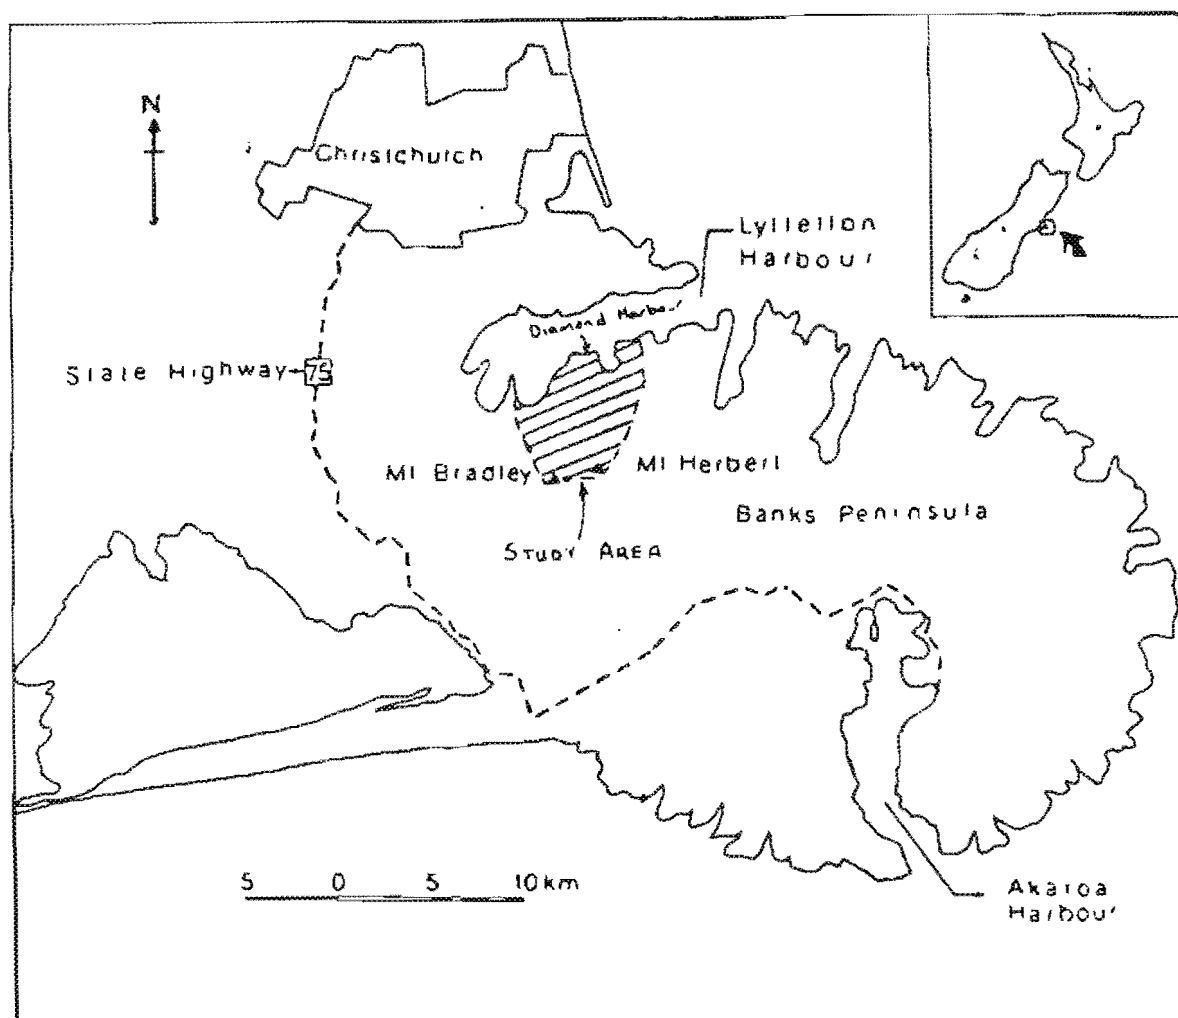 N
Christchurch
Lyttelton
Harbour
Diamond Harbour
State Highway
75
Mt Bradley
Mt Herbert
Banks Peninsula
STUDY AREA
5 0 5 10km
Akaroa
Harbour